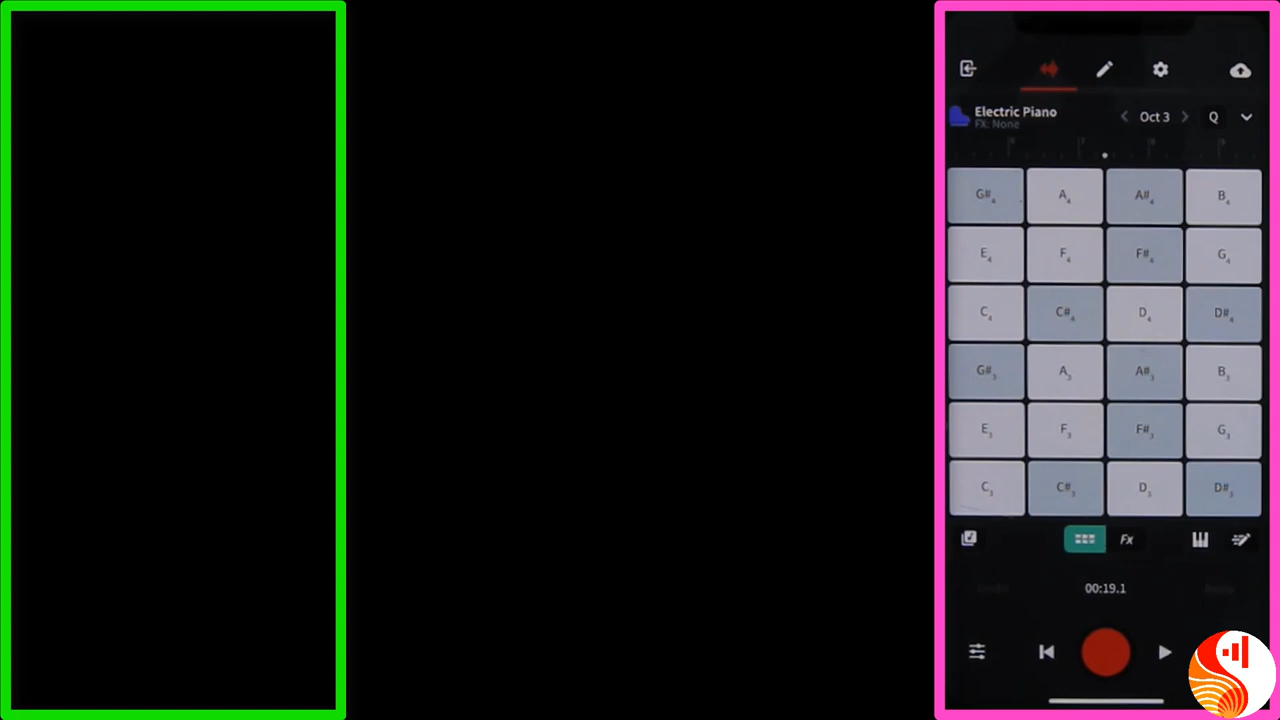 Electric Piano
FX: None
Oct 3
Q
G#4 A4 A#4 B4
E4 F4 F#4 G4
C4 C#4 D4 D#4
G#3 A3 A#3 B3
E3 F3 F#3 G3
C3 C#3 D3 D#3
Fx
00:19.1